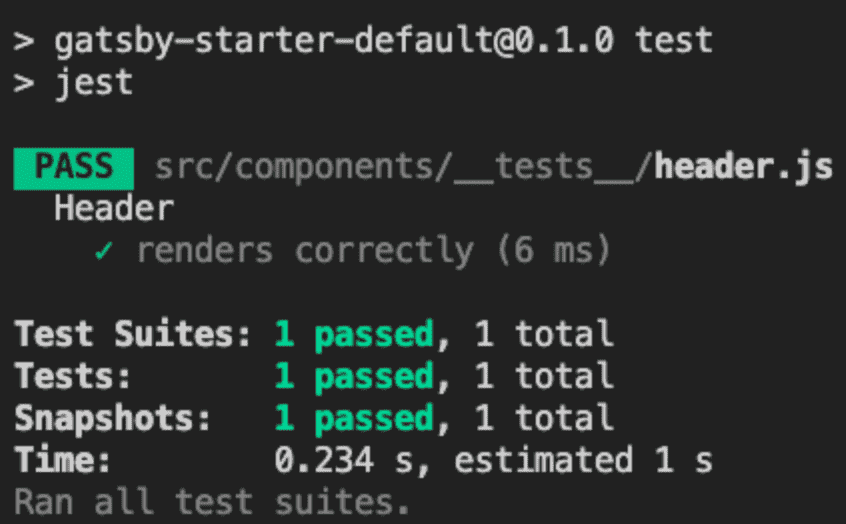 > gatsby-starter-default@0.1.0 test
> jest
PASS src/components/__tests__/header.js
Header
✓ renders correctly (6 ms)
Test Suites: 1 passed, 1 total
Tests: 1 passed, 1 total
Snapshots: 1 passed, 1 total
Time: 0.234 s, estimated 1 s
Ran all test suites.